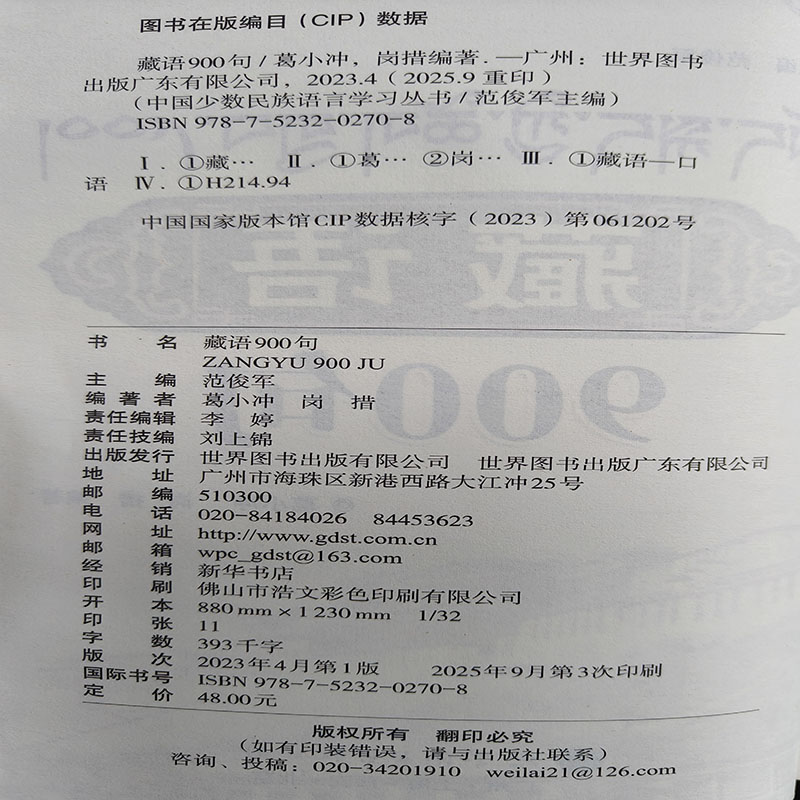 图书在版编目(CIP)数据
藏语900句/葛小冲，岗措编著.—广州：世界图书
出版广东有限公司，2023.4(2025.9重印)
(中国少数民族语言学习丛书/范俊军主编)
ISBN 978-7-5232-0270-8
Ⅰ.①藏… Ⅱ.①葛… ②岗… Ⅲ.①藏语—口
语 Ⅳ.①H214.94
中国国家版本馆CIP数据核字(2023)第061202号
书名 藏语900句
ZANGYU 900 JU
主编 范俊军
编著者 葛小冲 岗措
责任编辑 李婷
责任技编 刘上锦
出版发行 世界图书出版有限公司 世界图书出版广东有限公司
地址 广州市海珠区新港西路大江冲25号
邮编 510300
电话 020-84184026 84453623
网址 http://www.gdst.com.cn
邮箱 wpc_gdst@163.com
经销 新华书店
印刷 佛山市浩文彩色印刷有限公司
开本 880 mm×1 230 mm 1/32
印张 11
字数 393千字
版次 2023年4月第1版 2025年9月第3次印刷
国际书号 ISBN 978-7-5232-0270-8
定价 48.00元
版权所有 翻印必究
(如有印装错误，请与出版社联系)
咨询、投稿：020-34201910 weilai21@126.com